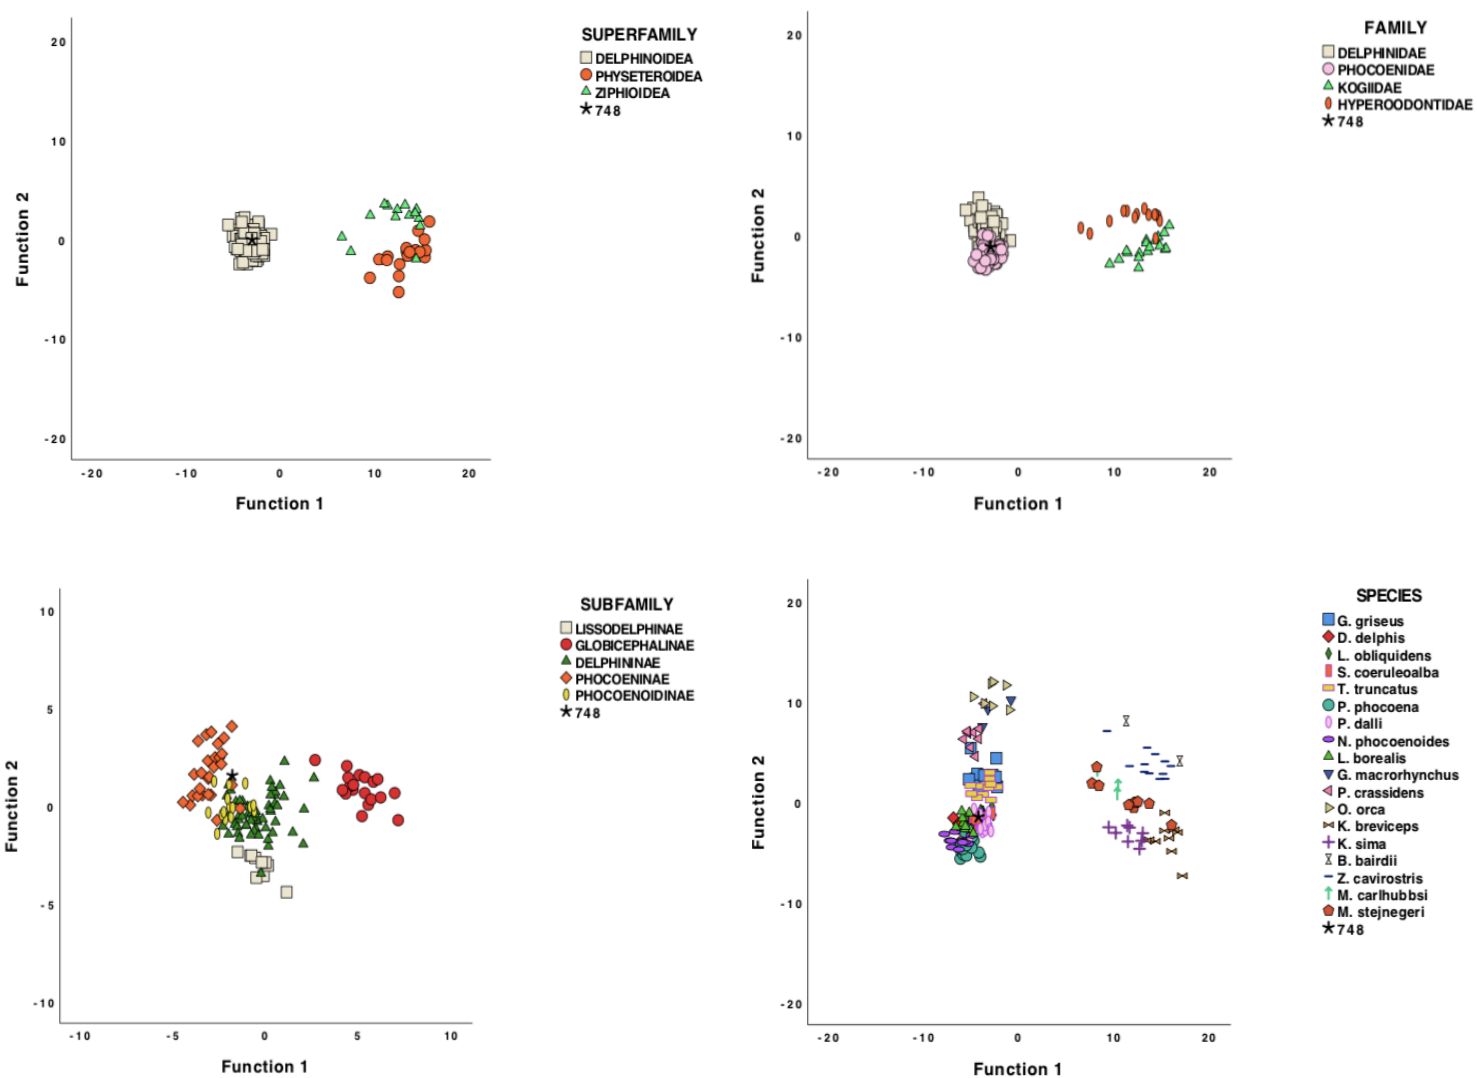 SUPERFAMILY
DELPHINOIDEA
PHYSETEROIDEA
ZIPHIOIDEA
748
20
10
0
-10
-20
Function 2
-20
-10
0
10
20
Function 1
FAMILY
DELPHINIDAE
PHOCOENIDAE
KOGIIDAE
HYPEROODONTIDAE
748
20
10
0
-10
-20
Function 2
-20
-10
0
10
20
Function 1
SUBFAMILY
LISSODELPHINAE
GLOBICEPHALINAE
DELPHININAE
PHOCOENINAE
PHOCOENOIDINAE
748
10
5
0
-5
-10
Function 2
-10
-5
0
5
10
Function 1
SPECIES
G. griseus
D. delphis
L. obliquidens
S. coeruleoalba
T. truncatus
P. phocoena
P. dalli
N. phocoenoides
L. borealis
G. macrorhynchus
P. crassidens
O. orca
K. breviceps
K. sima
B. bairdii
Z. cavirostris
M. carlhubbsi
M. stejnegeri
748
20
10
0
-10
-20
Function 2
-20
-10
0
10
20
Function 1